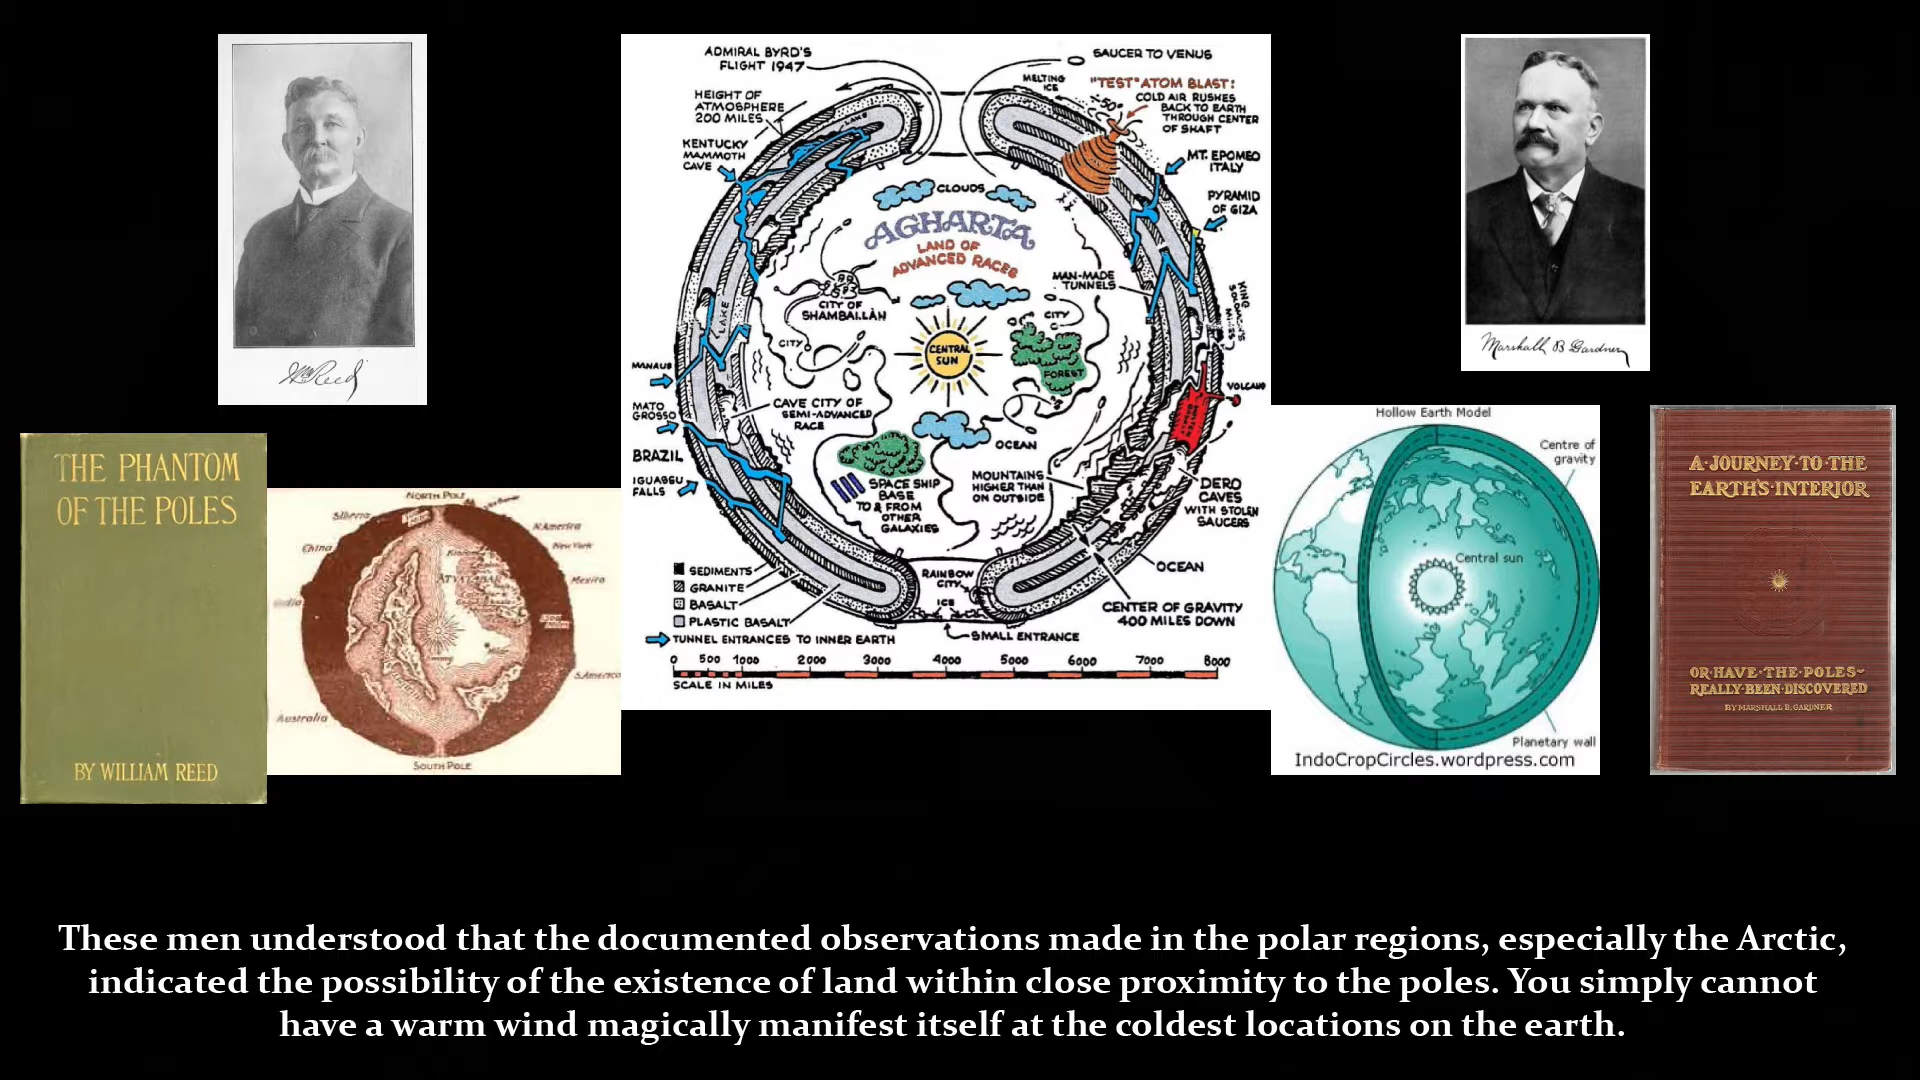 Wm Reed
THE PHANTOM
OF THE POLES
BY WILLIAM REED
NORTH POLE
Siberia
China
N. America
New York
Mexico
S. America
Australia
SOUTH POLE
ADMIRAL BYRD'S
FLIGHT 1947
SAUCER TO VENUS
MELTING
ICE
"TEST" ATOM BLAST:
-50°
COLD AIR RUSHES
BACK TO EARTH
THROUGH CENTER
OF SHAFT
HEIGHT OF
ATMOSPHERE
200 MILES
LAKE
KENTUCKY
MAMMOTH
CAVE
MT. EPOMEO
ITALY
PYRAMID
OF GIZA
CLOUDS
AGHARTA
LAND OF
ADVANCED RACES
MAN-MADE
TUNNELS
KING
SOLOMON'S
MINES
CITY OF
SHAMBALLAH
CITY
CITY
LAKE
CENTRAL
SUN
FOREST
MANAUS
VOLCANO
MATO
GROSSO
CAVE CITY OF
SEMI-ADVANCED
RACE
BRAZIL
OCEAN
IGUASSU
FALLS
SPACE SHIP
BASE
TO & FROM
OTHER
GALAXIES
MOUNTAINS
HIGHER THAN
ON OUTSIDE
DERO
CAVES
WITH STOLEN
SAUCERS
SEDIMENTS
GRANITE
BASALT
PLASTIC BASALT
TUNNEL ENTRANCES TO INNER EARTH
RAINBOW
CITY
ICE
OCEAN
CENTER OF GRAVITY
400 MILES DOWN
SMALL ENTRANCE
0 500 1000 2000 3000 4000 5000 6000 7000 8000
SCALE IN MILES
Marshall B Gardner
Hollow Earth Model
Centre of
gravity
Central sun
Planetary wall
IndoCropCircles.wordpress.com
A·JOURNEY·TO·THE
EARTH'S·INTERIOR
OR·HAVE·THE·POLES~
REALLY·BEEN·DISCOVERED
BY MARSHALL B. GARDNER
These men understood that the documented observations made in the polar regions, especially the Arctic,
indicated the possibility of the existence of land within close proximity to the poles. You simply cannot
have a warm wind magically manifest itself at the coldest locations on the earth.